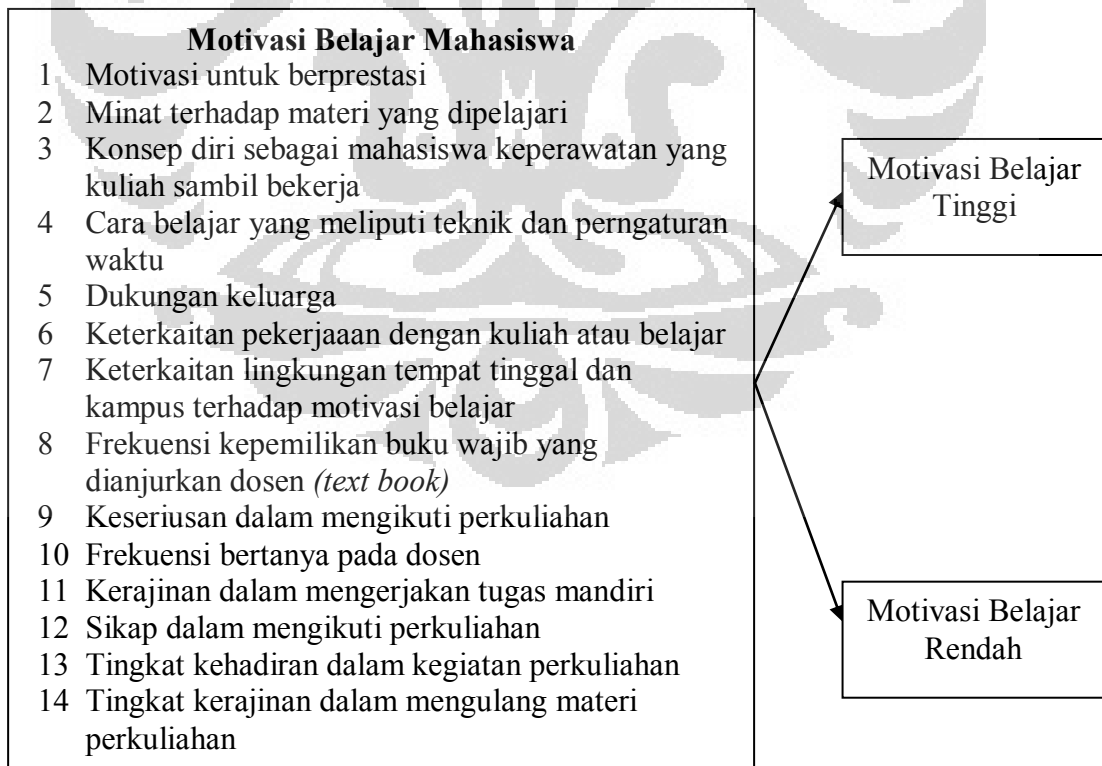 Motivasi Belajar Mahasiswa
1 Motivasi untuk berprestasi
2 Minat terhadap materi yang dipelajari
3 Konsep diri sebagai mahasiswa keperawatan yang
kuliah sambil bekerja
4 Cara belajar yang meliputi teknik dan perngaturan
waktu
5 Dukungan keluarga
6 Keterkaitan pekerjaaan dengan kuliah atau belajar
7 Keterkaitan lingkungan tempat tinggal dan
kampus terhadap motivasi belajar
8 Frekuensi kepemilikan buku wajib yang
dianjurkan dosen (text book)
9 Keseriusan dalam mengikuti perkuliahan
10 Frekuensi bertanya pada dosen
11 Kerajinan dalam mengerjakan tugas mandiri
12 Sikap dalam mengikuti perkuliahan
13 Tingkat kehadiran dalam kegiatan perkuliahan
14 Tingkat kerajinan dalam mengulang materi
perkuliahan
Motivasi Belajar
Tinggi
Motivasi Belajar
Rendah